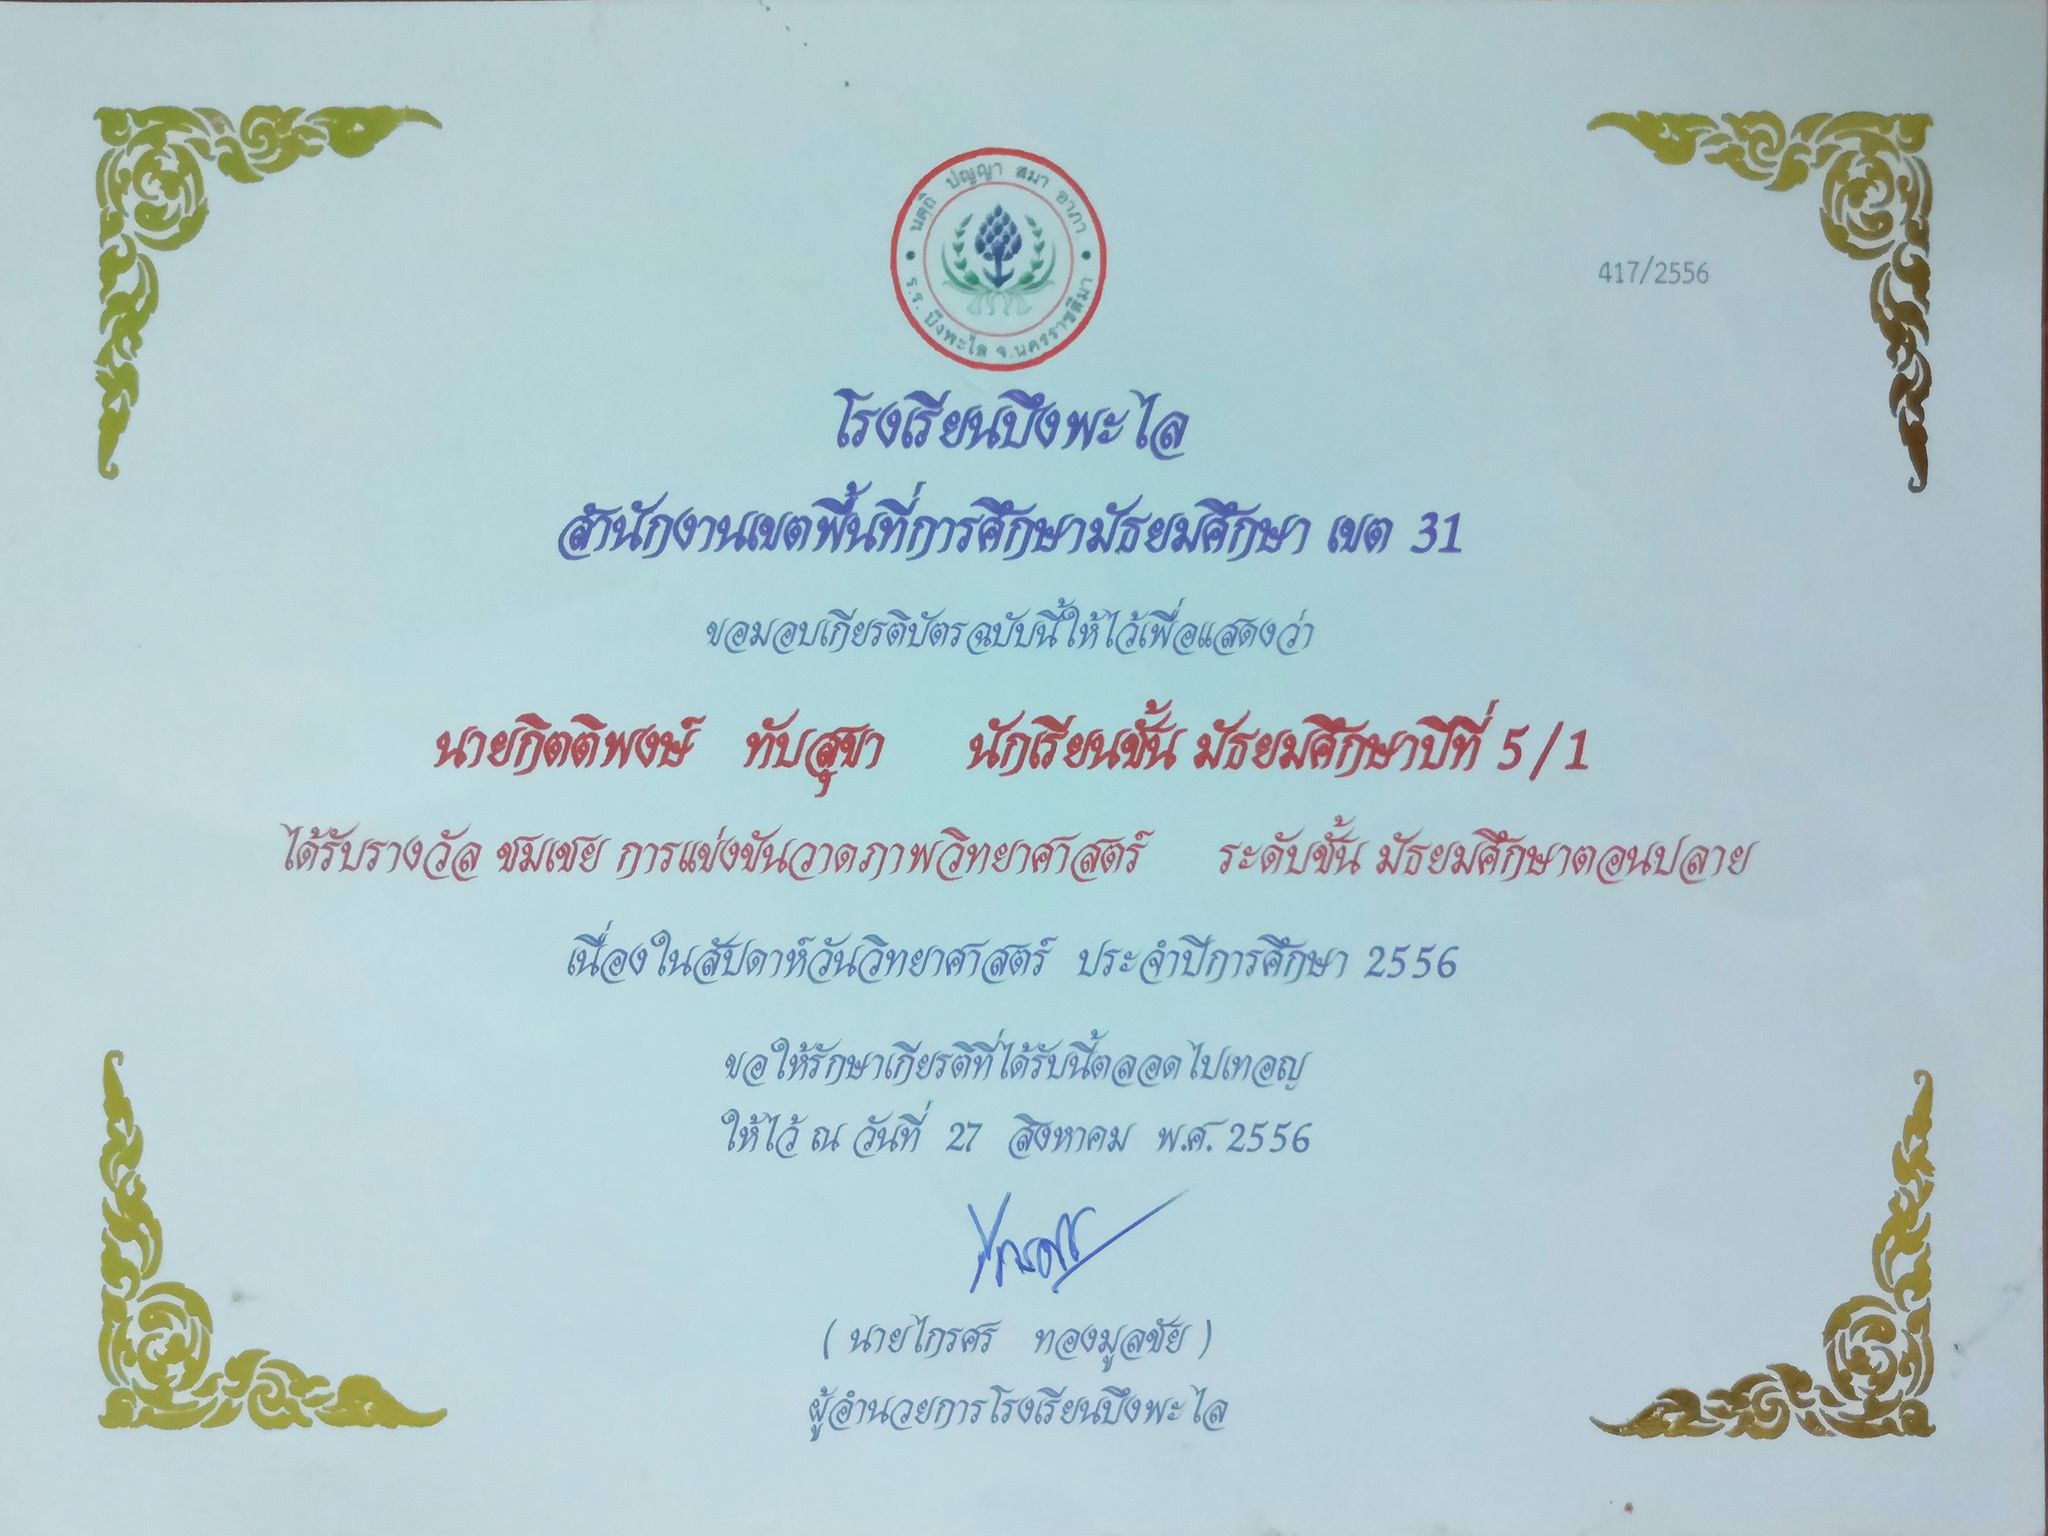 นตฺถิ ปญฺญา สมา อาภา
ร.ร. บึงพะไล จ.นครราชสีมา
417/2556
โรงเรียนบึงพะไล
สำนักงานเขตพื้นที่การศึกษามัธยมศึกษา เขต 31
ขอมอบเกียรติบัตรฉบับนี้ให้ไว้เพื่อแสดงว่า
นายกิตติพงษ์ ทับสุขา นักเรียนชั้น มัธยมศึกษาปีที่ 5/1
ได้รับรางวัล ชมเชย การแข่งขันวาดภาพวิทยาศาสตร์ ระดับชั้น มัธยมศึกษาตอนปลาย
เนื่องในสัปดาห์วันวิทยาศาสตร์ ประจำปีการศึกษา 2556
ขอให้รักษาเกียรติที่ได้รับนี้ตลอดไปเทอญ
ให้ไว้ ณ วันที่ 27 สิงหาคม พ.ศ. 2556
( นายไกรศร ทองมูลชัย )
ผู้อำนวยการโรงเรียนบึงพะไล